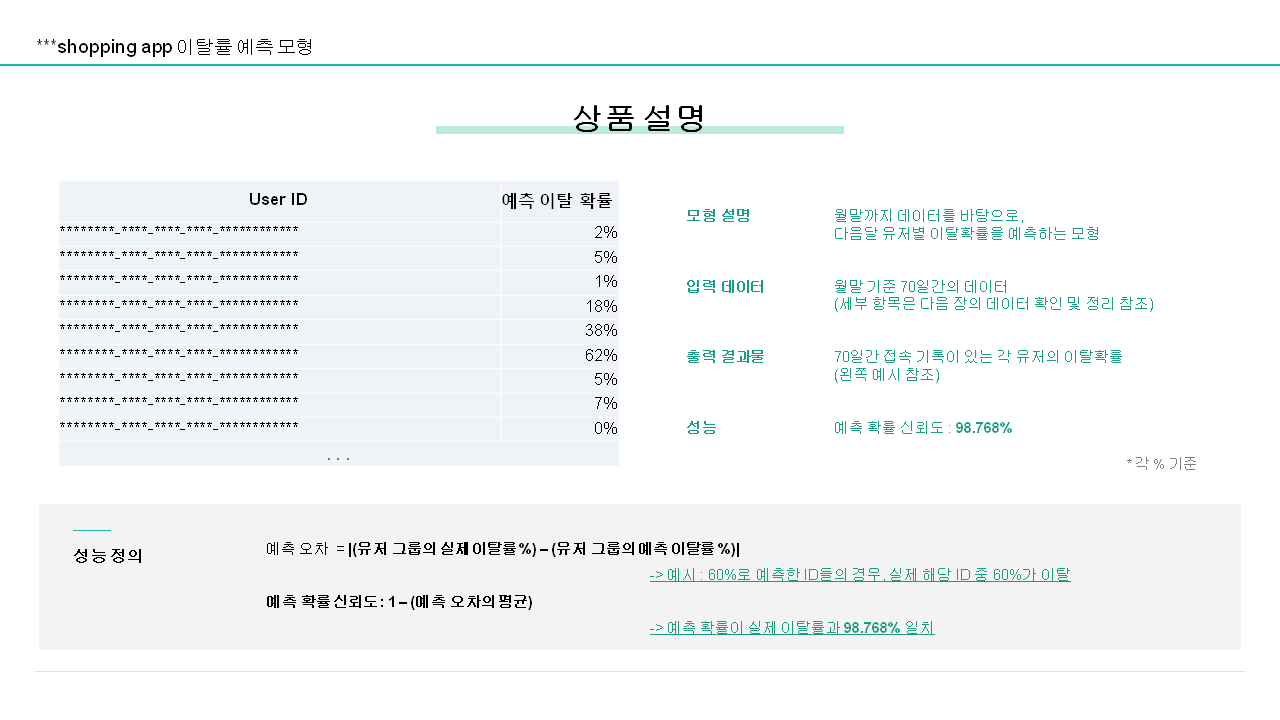 ***shopping app 이탈률 예측 모형
상품 설명
User ID 예측 이탈 확률
********-****-****-****-************ 2%
********-****-****-****-************ 5%
********-****-****-****-************ 1%
********-****-****-****-************ 18%
********-****-****-****-************ 38%
********-****-****-****-************ 62%
********-****-****-****-************ 5%
********-****-****-****-************ 7%
********-****-****-****-************ 0%
. . .
모형 설명 월말까지 데이터를 바탕으로,
다음달 유저별 이탈확률을 예측하는 모형
입력 데이터 월말 기준 70일간의 데이터
(세부 항목은 다음 장의 데이터 확인 및 정리 참조)
출력 결과물 70일간 접속 기록이 있는 각 유저의 이탈확률
(왼쪽 예시 참조)
성능 예측 확률 신뢰도 : 98.768%
* 각 % 기준
성능 정의
예측 오차 = |(유저 그룹의 실제 이탈률%) – (유저 그룹의 예측 이탈률%)|
-> 예시 : 60%로 예측한 ID들의 경우, 실제 해당 ID 중 60%가 이탈
예측 확률 신뢰도 : 1 – (예측 오차의 평균)
-> 예측 확률이 실제 이탈률과 98.768% 일치